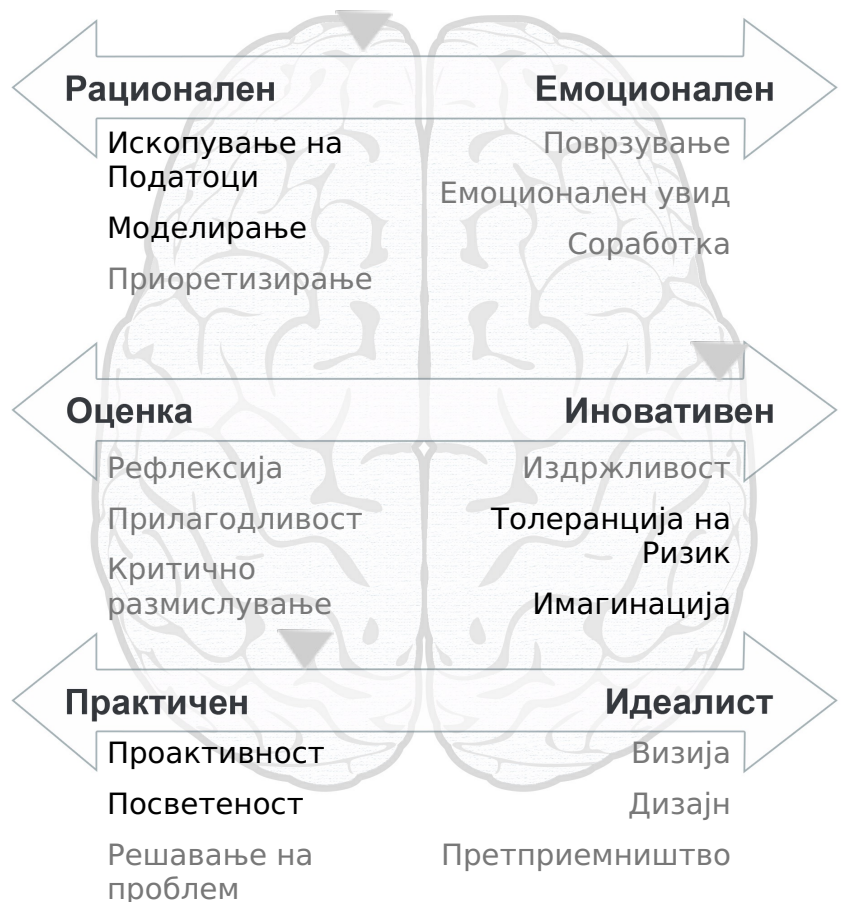 Рационален
Емоционален
Ископување на
Податоци
Моделирање
Приоретизирање
Поврзување
Емоционален увид
Соработка
Оценка
Иновативен
Рефлексија
Прилагодливост
Критично
размислување
Издржливост
Толеранција на
Ризик
Имагинација
Практичен
Идеалист
Проактивност
Посветеност
Решавање на
проблем
Визија
Дизајн
Претприемништво